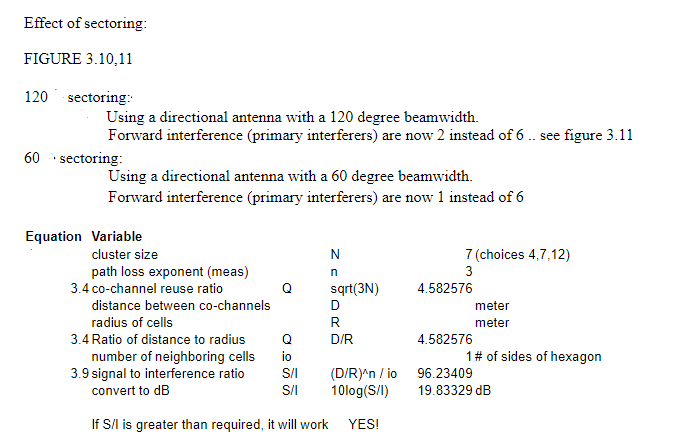 Effect of sectoring:
FIGURE 3.10,11
120 sectoring:
Using a directional antenna with a 120 degree beamwidth.
Forward interference (primary interferers) are now 2 instead of 6 .. see figure 3.11
60 sectoring:
Using a directional antenna with a 60 degree beamwidth.
Forward interference (primary interferers) are now 1 instead of 6
Equation Variable
cluster size N 7 (choices 4,7,12)
path loss exponent (meas) n 3
3.4 co-channel reuse ratio Q sqrt(3N) 4.582576
distance between co-channels D meter
radius of cells R meter
3.4 Ratio of distance to radius Q D/R 4.582576
number of neighboring cells io 1 # of sides of hexagon
3.9 signal to interference ratio S/I (D/R)^n / io 96.23409
convert to dB S/I 10log(S/I) 19.83329 dB
If S/I is greater than required, it will work YES!